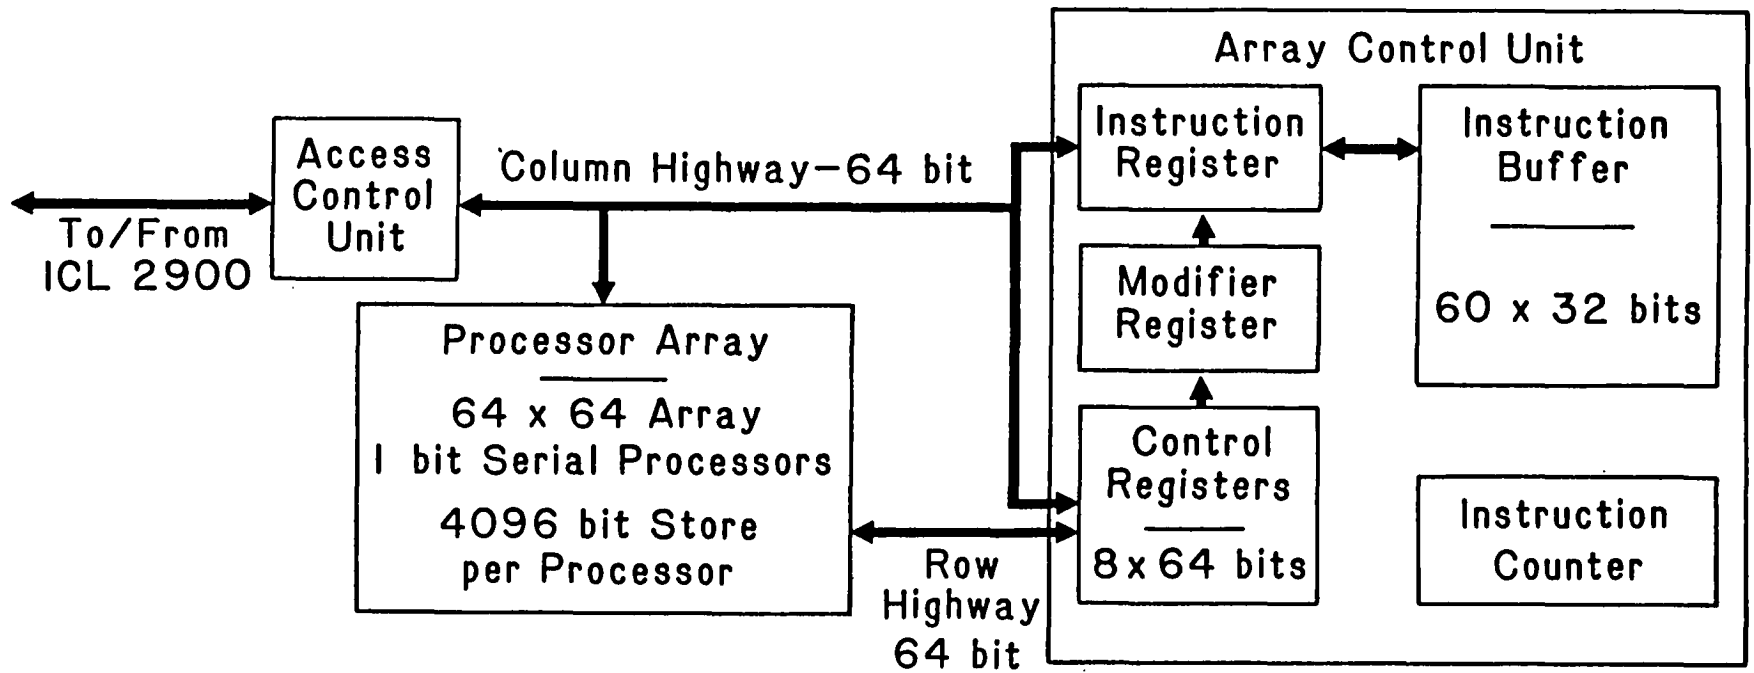 Array Control Unit
Access
Control
Unit
To/From
ICL 2900
Column Highway-64 bit
Processor Array
64 x 64 Array
1 bit Serial Processors
4096 bit Store
per Processor
Row
Highway
64 bit
Instruction
Register
Modifier
Register
Control
Registers
8 x 64 bits
Instruction
Buffer
60 x 32 bits
Instruction
Counter